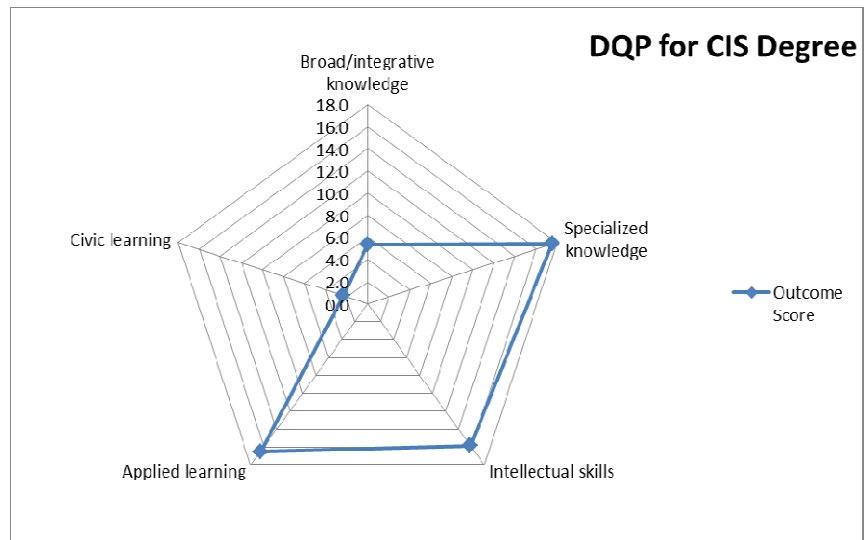 DQP for CIS Degree
Broad/integrative
knowledge
18.0
16.0
14.0
12.0
10.0
8.0
6.0
4.0
2.0
0.0
Civic learning
Specialized
knowledge
Outcome
Score
Applied learning
Intellectual skills